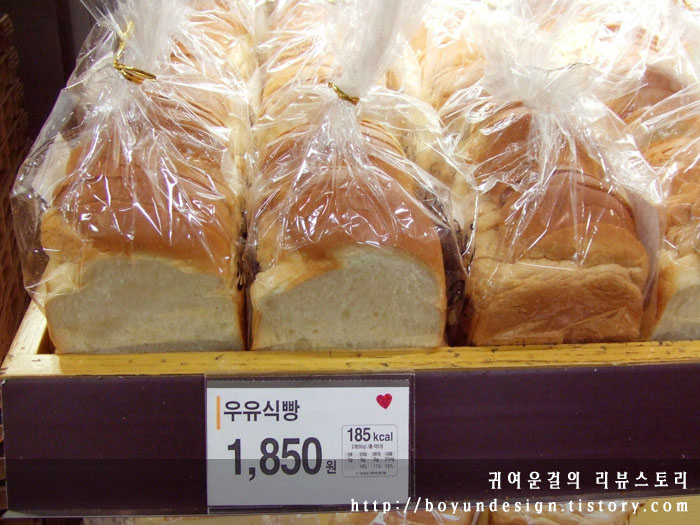 우유식빵
1,850원
185 kcal
귀여운걸의 리뷰스토리
http://boyundesign.tistory.com